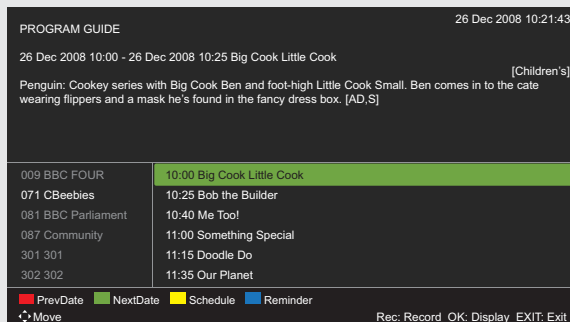 PROGRAM GUIDE
26 Dec 2008 10:21:43
26 Dec 2008 10:00 - 26 Dec 2008 10:25 Big Cook Little Cook
[Children's]
Penguin: Cookey series with Big Cook Ben and foot-high Little Cook Small. Ben comes in to the cate
wearing flippers and a mask he's found in the fancy dress box. [AD,S]
009 BBC FOUR 10:00 Big Cook Little Cook
071 CBeebies 10:25 Bob the Builder
081 BBC Parliament 10:40 Me Too!
087 Community 11:00 Something Special
301 301 11:15 Doodle Do
302 302 11:35 Our Planet
PrevDate NextDate Schedule Reminder
Move Rec: Record OK: Display EXIT: Exit